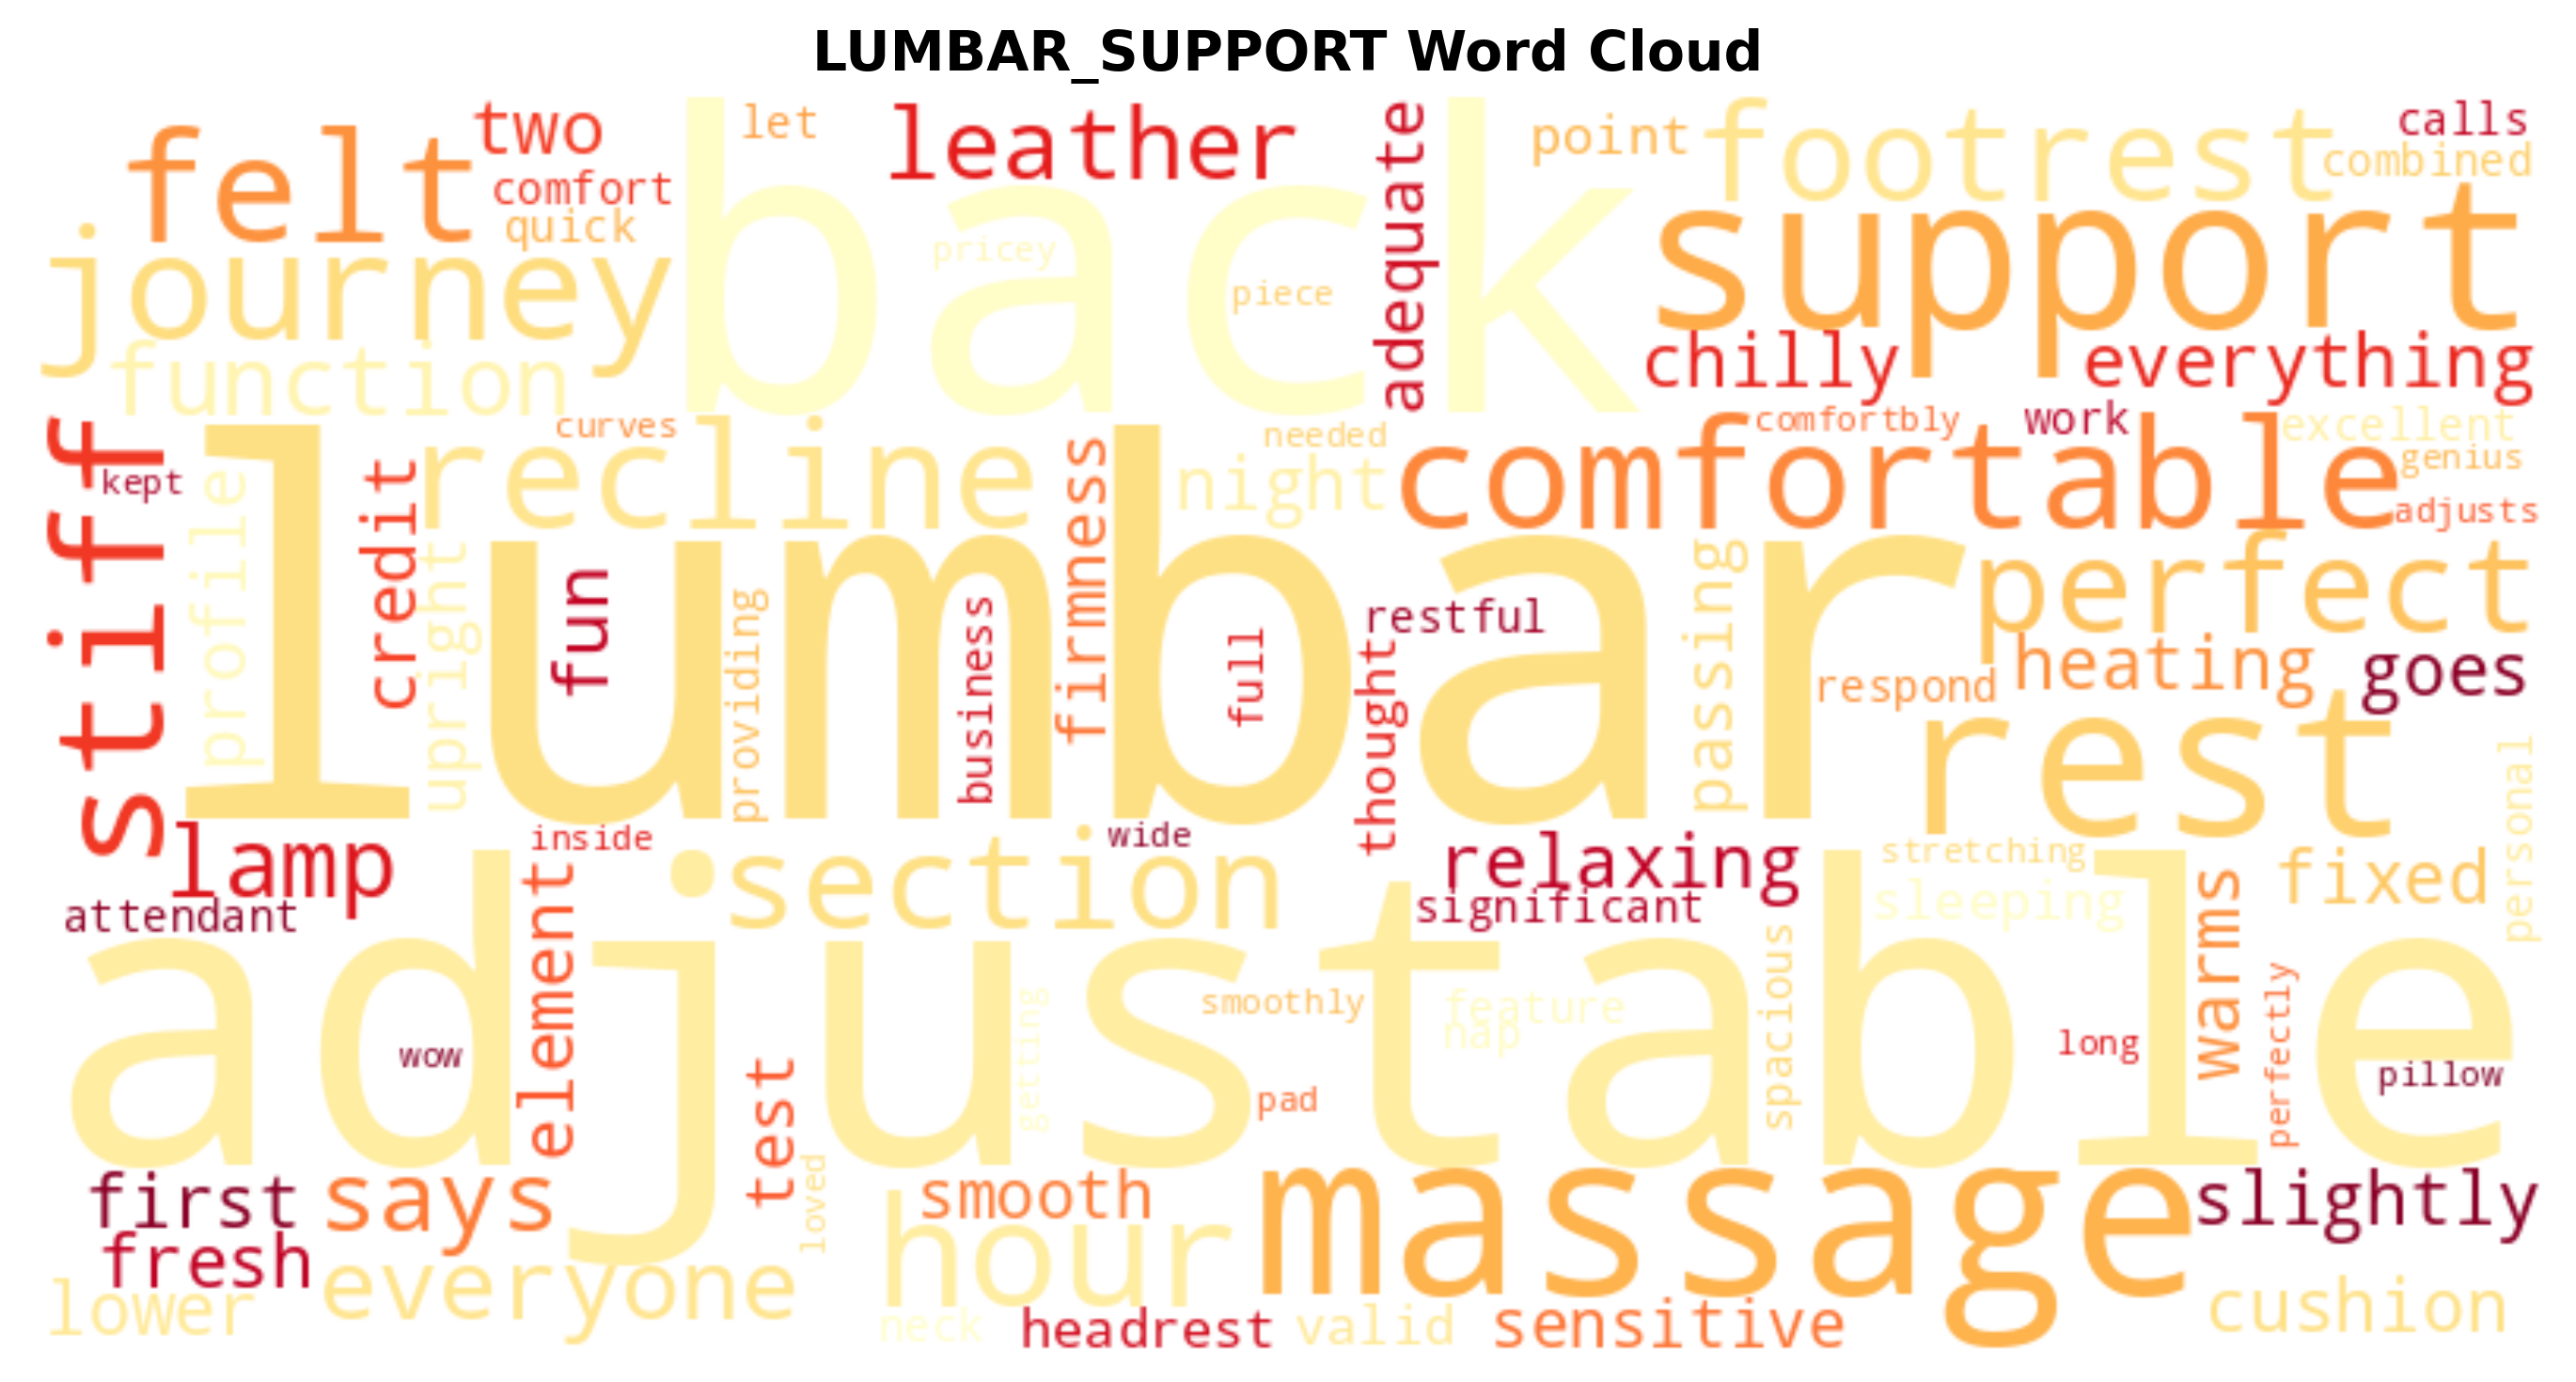 LUMBAR_SUPPORT Word Cloud
felt
two
let
leather
adequate
point
footrest
calls
combined
comfort
quick
journey
back
pricey
piece
support
function
chilly
everything
stiff
kept
profile
credit
curves
recline
firmness
needed
night
comfortable
comfortbly
work
excellent
genius
adjusts
upright
fun
lumbar
providing
business
full
restful
thought
passing
perfect
respond
heating
goes
rest
personal
lamp
attendant
inside
element
section
wide
relaxing
significant
stretching
sleeping
fixed
warms
adjustable
wow
test
getting
smoothly
pad
feature
nap
spacious
long
perfectly
pillow
first
says
fresh
lower
everyone
loved
smooth
hour
neck
headrest
massage
valid
sensitive
slightly
cushion